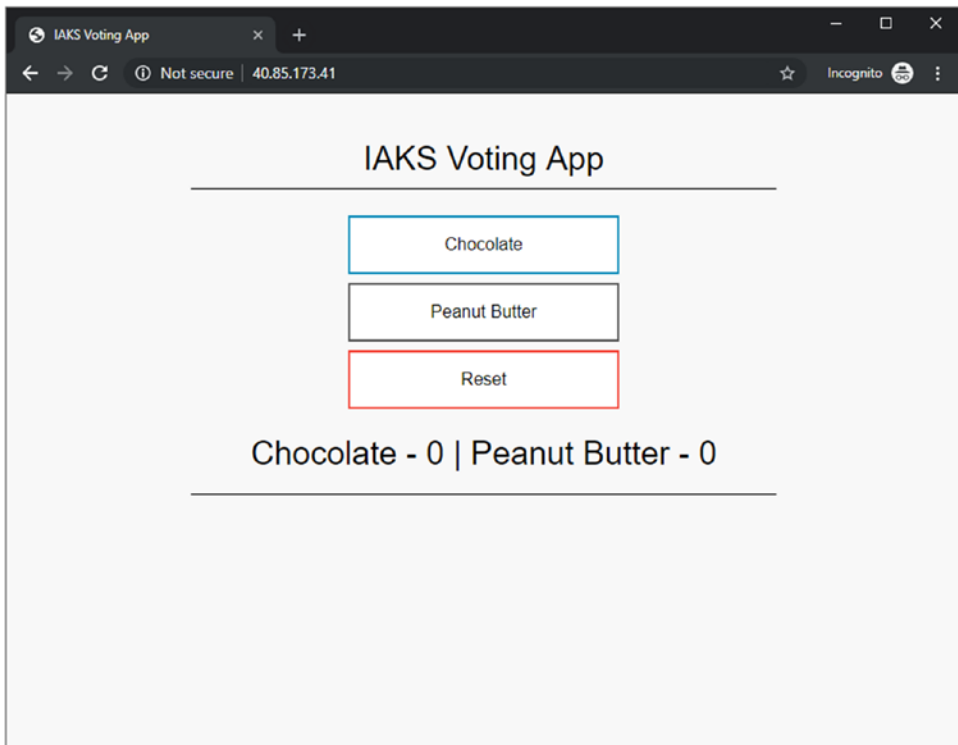 IAKS Voting App
Not secure | 40.85.173.41
Incognito
IAKS Voting App
Chocolate
Peanut Butter
Reset
Chocolate - 0 | Peanut Butter - 0